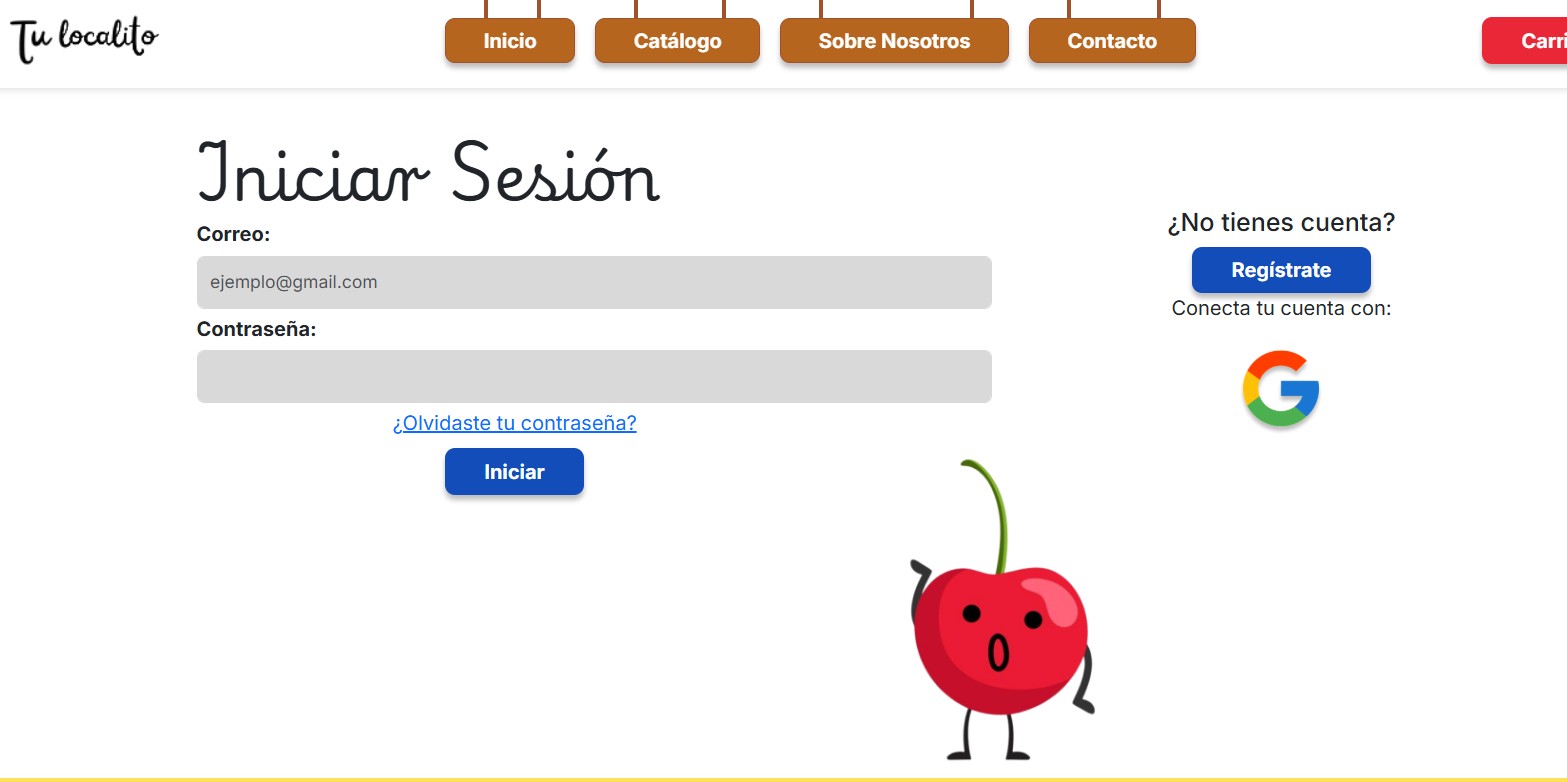 Tu localito
Inicio
Catálogo
Sobre Nosotros
Contacto
Carri
Iniciar Sesión
Correo:
ejemplo@gmail.com
Contraseña:
¿Olvidaste tu contraseña?
Iniciar
¿No tienes cuenta?
Regístrate
Conecta tu cuenta con:
G